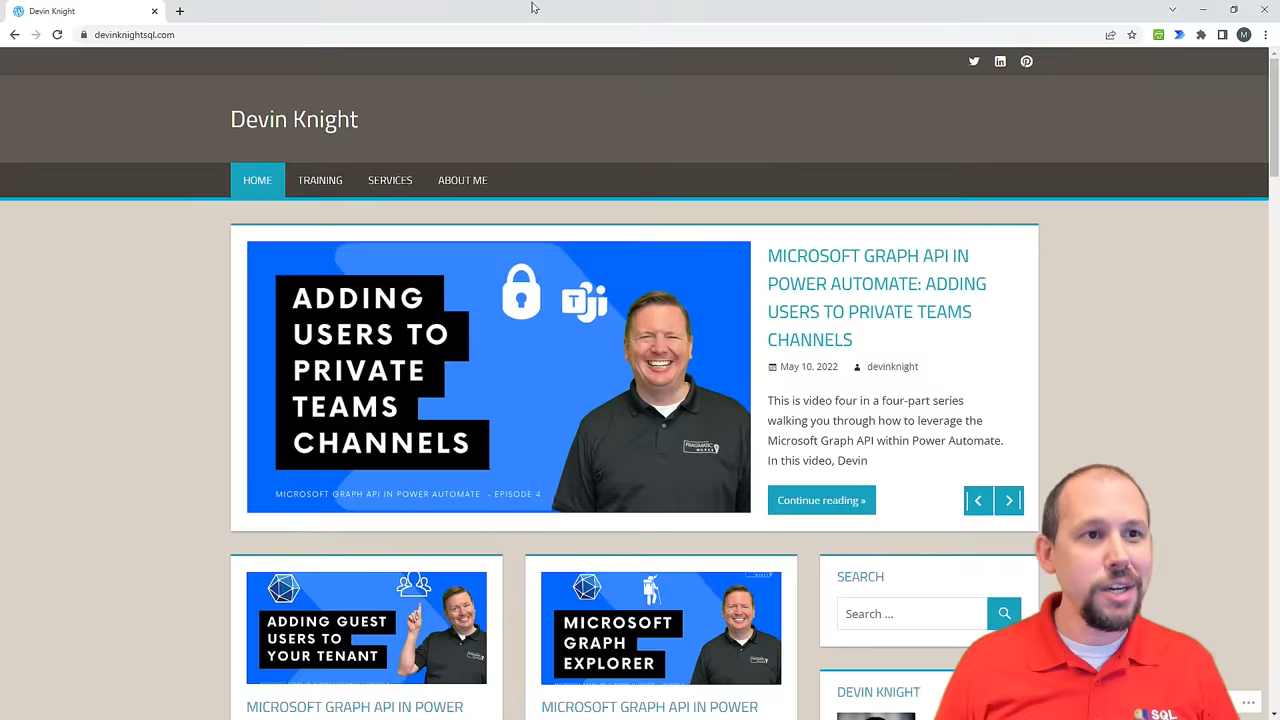 Devin Knight
devinknightsql.com
M
Devin Knight
HOME
TRAINING
SERVICES
ABOUT ME
ADDING
USERS TO
PRIVATE
TEAMS
CHANNELS
MICROSOFT GRAPH API IN POWER AUTOMATE - EPISODE 4
T
PRAGMATIC
WORKS
MICROSOFT GRAPH API IN
POWER AUTOMATE: ADDING
USERS TO PRIVATE TEAMS
CHANNELS
May 10, 2022
devinknight
This is video four in a four-part series
walking you through how to leverage the
Microsoft Graph API within Power Automate.
In this video, Devin
Continue reading »
ADDING GUEST
USERS TO
YOUR TENANT
MICROSOFT GRAPH API IN POWER
MICROSOFT
GRAPH
EXPLORER
MICROSOFT GRAPH API IN POWER
SEARCH
Search ...
DEVIN KNIGHT
SQL